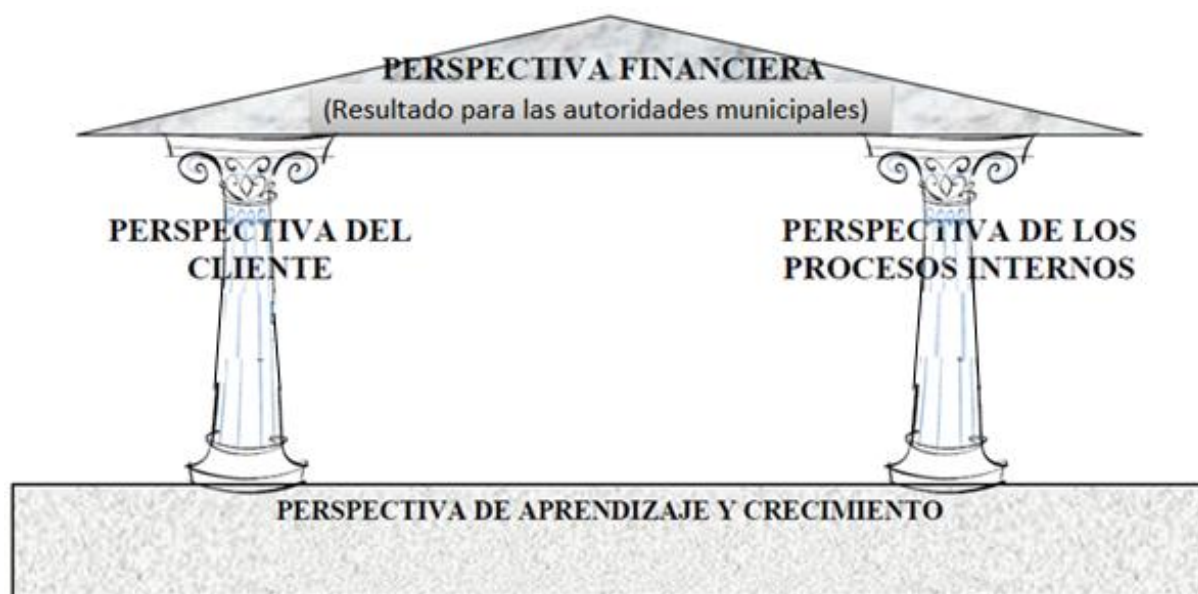 PERSPECTIVA FINANCIERA
(Resultado para las autoridades municipales)
PERSPECTIVA DEL
CLIENTE
PERSPECTIVA DE LOS
PROCESOS INTERNOS
PERSPECTIVA DE APRENDIZAJE Y CRECIMIENTO